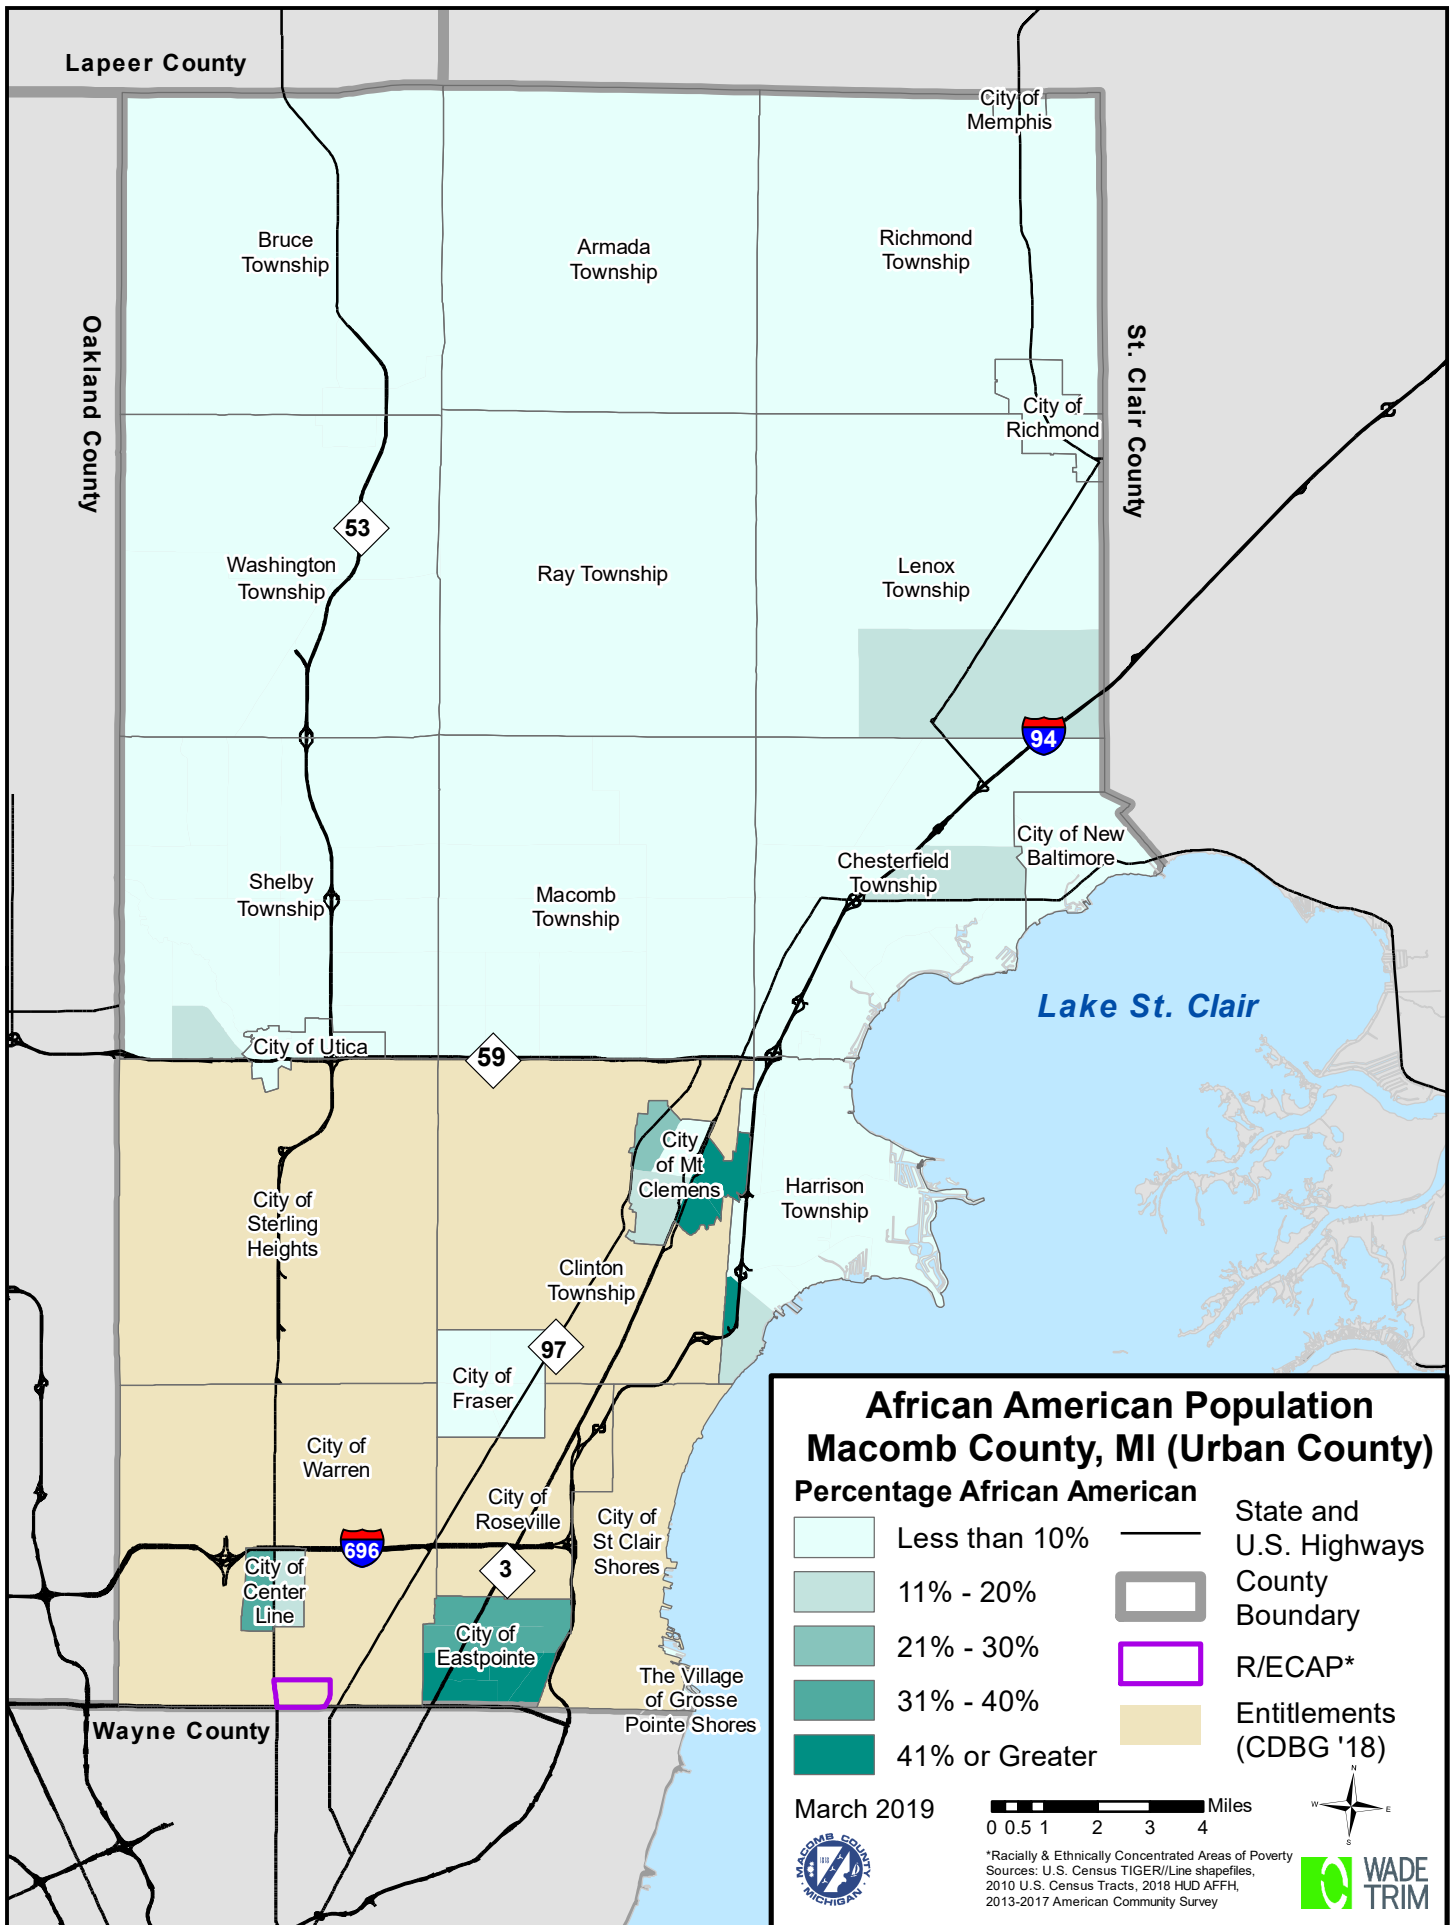 Lapeer County
City of
Memphis
Bruce
Township
Armada
Township
Richmond
Township
Oakland County
St. Clair County
City of
Richmond
53
Washington
Township
Ray Township
Lenox
Township
94
City of New
Baltimore
Chesterfield
Township
Shelby
Township
Macomb
Township
Lake St. Clair
City of Utica
59
City
of Mt
Clemens
Harrison
Township
City of
Sterling
Heights
Clinton
Township
97
City of
Fraser
City of
Warren
City of
Roseville
City of
St Clair
Shores
696
3
City of
Center
Line
City of
Eastpointe
The Village
of Grosse
Pointe Shores
Wayne County
African American Population
Macomb County, MI (Urban County)
Percentage African American
Less than 10%
11% - 20%
21% - 30%
31% - 40%
41% or Greater
State and
U.S. Highways
County
Boundary
R/ECAP*
Entitlements
(CDBG '18)
March 2019
Miles
0 0.5 1 2 3 4
N
W E
S
*Racially & Ethnically Concentrated Areas of Poverty
Sources: U.S. Census TIGER//Line shapefiles,
2010 U.S. Census Tracts, 2018 HUD AFFH,
2013-2017 American Community Survey
MACOMB COUNTY
MICHIGAN
WADE
TRIM